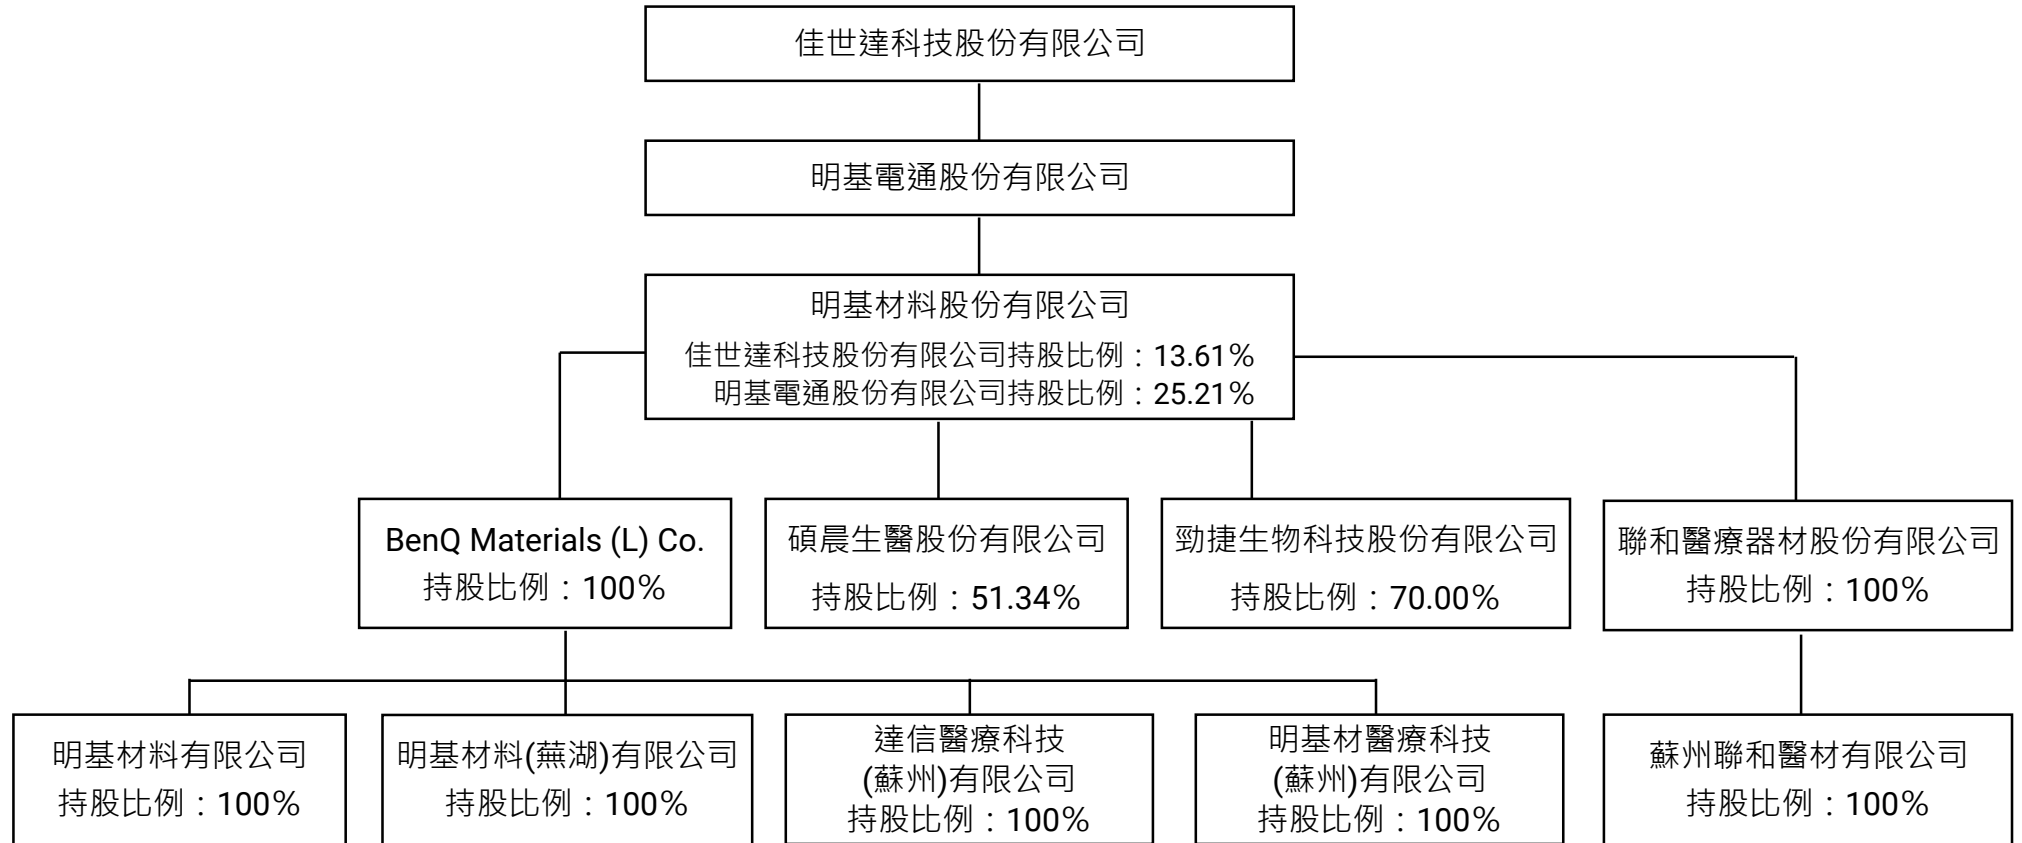 佳世達科技股份有限公司
明基電通股份有限公司
明基材料股份有限公司
佳世達科技股份有限公司持股比例：13.61%
明基電通股份有限公司持股比例：25.21%
BenQ Materials (L) Co.
持股比例：100%
碩晨生醫股份有限公司
持股比例：51.34%
勁捷生物科技股份有限公司
持股比例：70.00%
聯和醫療器材股份有限公司
持股比例：100%
明基材料有限公司
持股比例：100%
明基材料(蕪湖)有限公司
持股比例：100%
達信醫療科技
(蘇州)有限公司
持股比例：100%
明基材醫療科技
(蘇州)有限公司
持股比例：100%
蘇州聯和醫材有限公司
持股比例：100%